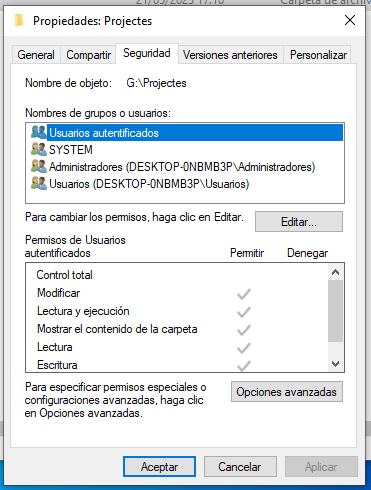 21/05/2025 17:10 Carpeta de archiv
Propiedades: Projectes
General Compartir Seguridad Versiones anteriores Personalizar
Nombre de objeto: G:\Projectes
Nombres de grupos o usuarios:
Usuarios autentificados
SYSTEM
Administradores (DESKTOP-0NBMB3P\Administradores)
Usuarios (DESKTOP-0NBMB3P\Usuarios)
Para cambiar los permisos, haga clic en Editar. Editar...
Permisos de Usuarios
autentificados Permitir Denegar
Control total
Modificar
Lectura y ejecución
Mostrar el contenido de la carpeta
Lectura
Escritura
Para especificar permisos especiales o
configuraciones avanzadas, haga clic
en Opciones avanzadas.
Opciones avanzadas
Aceptar Cancelar Aplicar